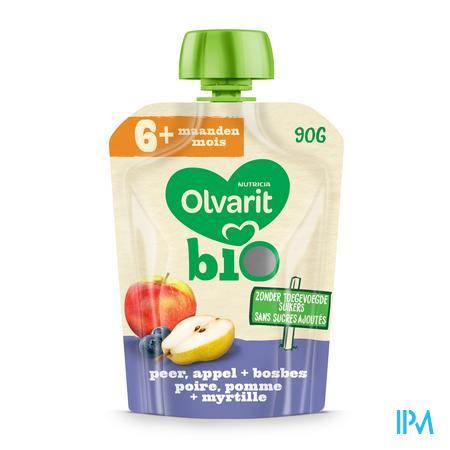 6+ maanden
mois
90G
NUTRICIA
Olvarit
bio
ZONDER TOEGEVOEGDE
SUIKERS
SANS SUCRES AJOUTÉS
peer, appel + bosbes
poire, pomme
+ myrtille
IPM